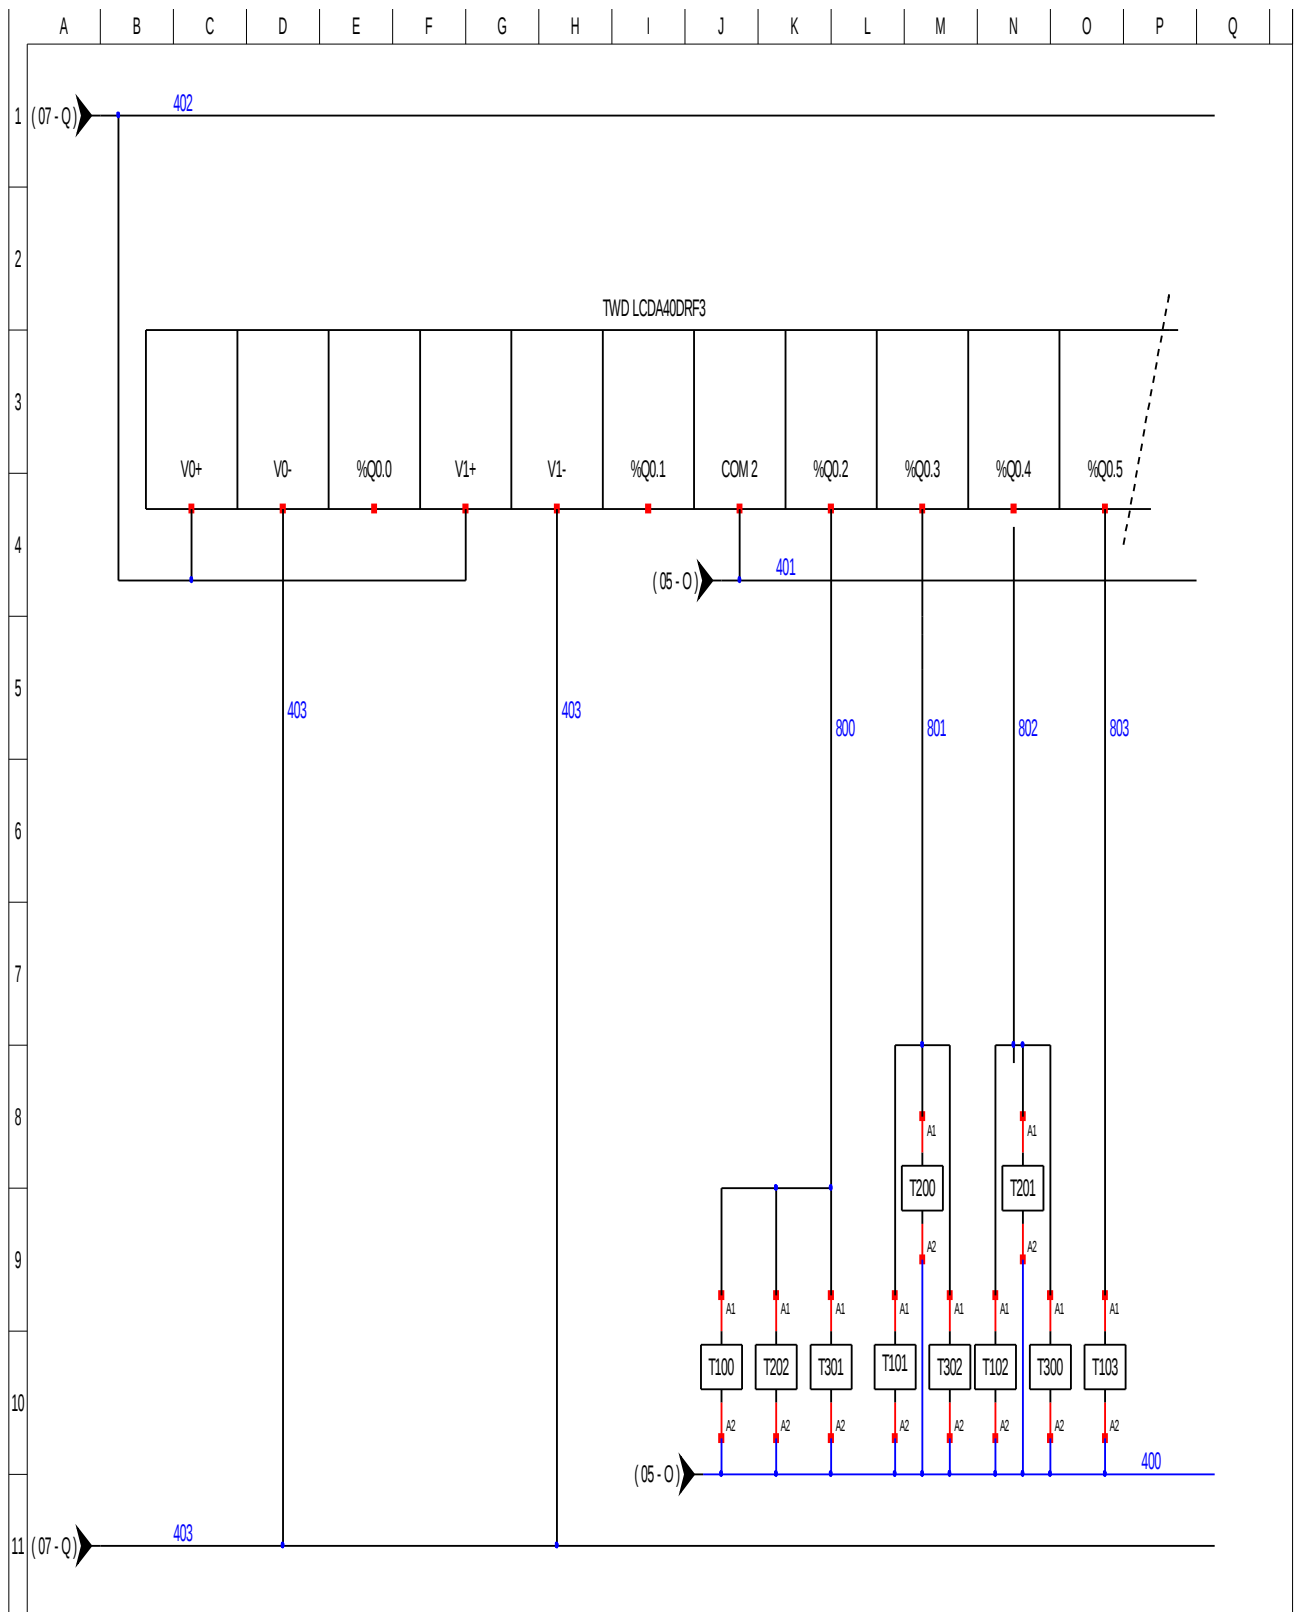 A B C D E F G H I J K L M N O P Q
1 (07-Q) 402
2
TWD LCDA40DRF3
3
V0+ V0- %Q0.0 V1+ V1- %Q0.1 COM 2 %Q0.2 %Q0.3 %Q0.4 %Q0.5
4
(05-O) 401
5
403 403 800 801 802 803
6
7
8
A1 A1
T200 T201
A2 A2
9
A1 A1 A1 A1 A1 A1 A1 A1
T100 T202 T301 T101 T302 T102 T300 T103
10
A2 A2 A2 A2 A2 A2 A2 A2
(05-O) 400
11 (07-Q) 403